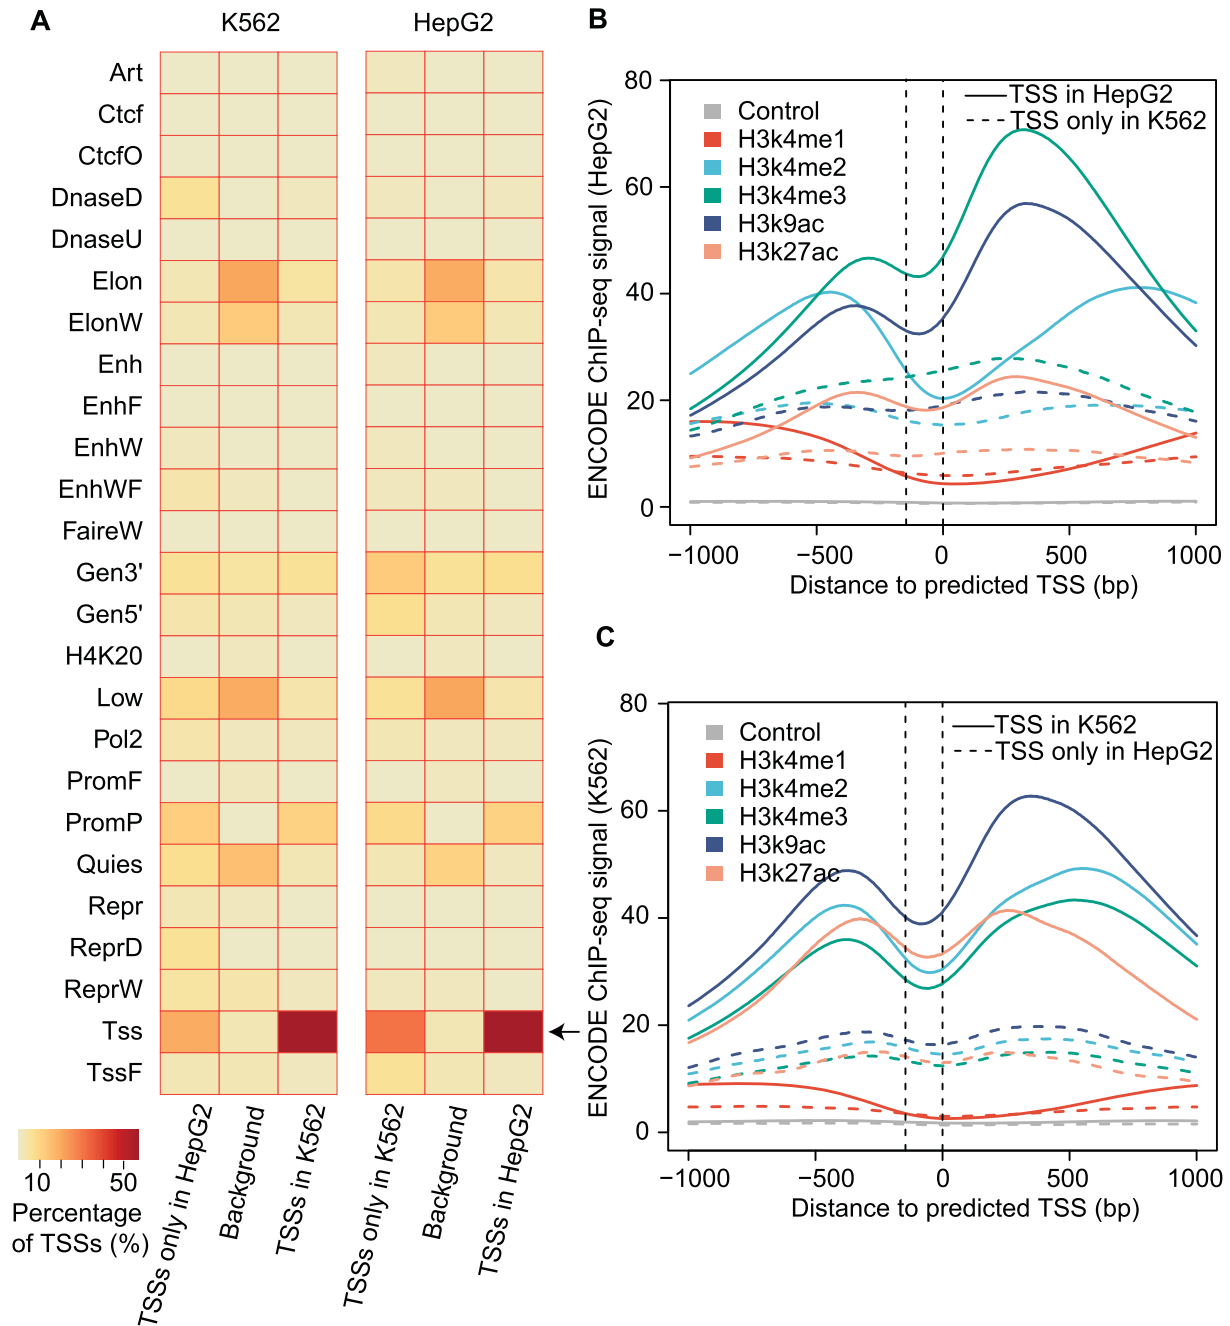 A
K562
HepG2
Art
Ctcf
CtcfO
DnaseD
DnaseU
Elon
ElonW
Enh
EnhF
EnhW
EnhWF
FaireW
Gen3'
Gen5'
H4K20
Low
Pol2
PromF
PromP
Quies
Repr
ReprD
ReprW
Tss
TssF
TSSs only in HepG2
Background
TSSs in K562
TSSs only in K562
Background
TSSs in HepG2
10 50
Percentage
of TSSs (%)
B
ENCODE ChIP-seq signal (HepG2)
80
60
40
20
0
Control
H3k4me1
H3k4me2
H3k4me3
H3k9ac
H3k27ac
TSS in HepG2
TSS only in K562
−1000 −500 0 500 1000
Distance to predicted TSS (bp)
C
ENCODE ChIP-seq signal (K562)
80
60
40
20
0
Control
H3k4me1
H3k4me2
H3k4me3
H3k9ac
H3k27ac
TSS in K562
TSS only in HepG2
−1000 −500 0 500 1000
Distance to predicted TSS (bp)